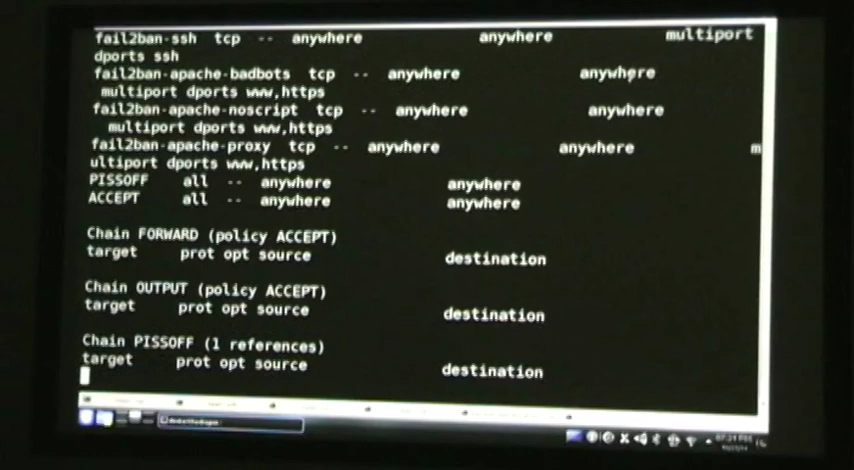 fail2ban-ssh tcp -- anywhere anywhere multiport
dports ssh
fail2ban-apache-badbots tcp -- anywhere anywhere
multiport dports www,https
fail2ban-apache-noscript tcp -- anywhere anywhere
multiport dports www,https
fail2ban-apache-proxy tcp -- anywhere anywhere m
ultiport dports www,https
PISSOFF all -- anywhere anywhere
ACCEPT all -- anywhere anywhere
Chain FORWARD (policy ACCEPT)
target prot opt source destination
Chain OUTPUT (policy ACCEPT)
target prot opt source destination
Chain PISSOFF (1 references)
target prot opt source destination